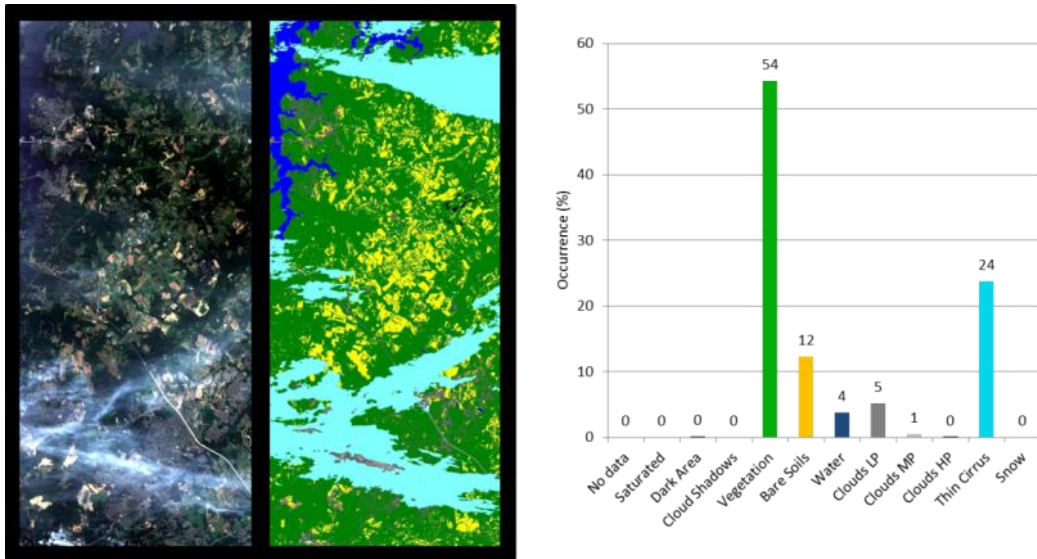 60
50
40
30
20
10
0
Occurrence (%)
0
0
0
0
54
12
4
5
1
0
24
0
No data
Saturated
Dark Area
Cloud Shadows
Vegetation
Bare Soils
Water
Clouds LP
Clouds MP
Clouds HP
Thin Cirrus
Snow